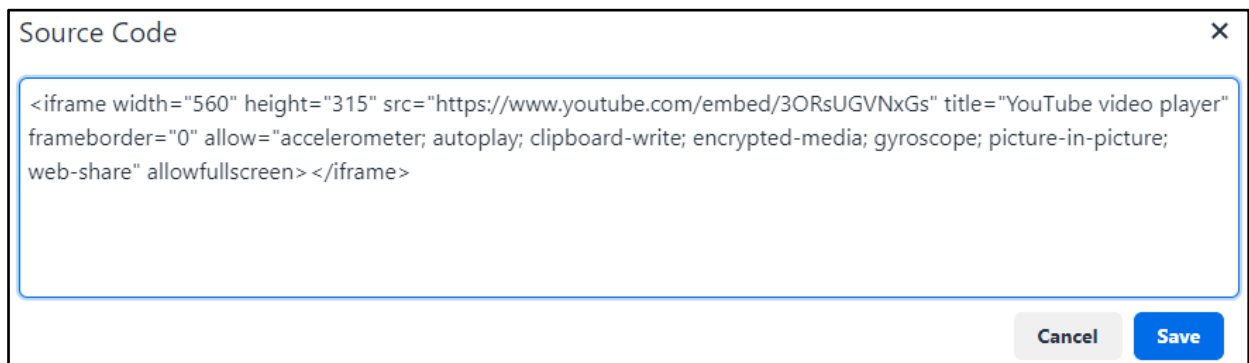 Source Code
<iframe width="560" height="315" src="https://www.youtube.com/embed/3ORsUGVNxGs" title="YouTube video player"
frameborder="0" allow="accelerometer; autoplay; clipboard-write; encrypted-media; gyroscope; picture-in-picture;
web-share" allowfullscreen></iframe>
Cancel Save